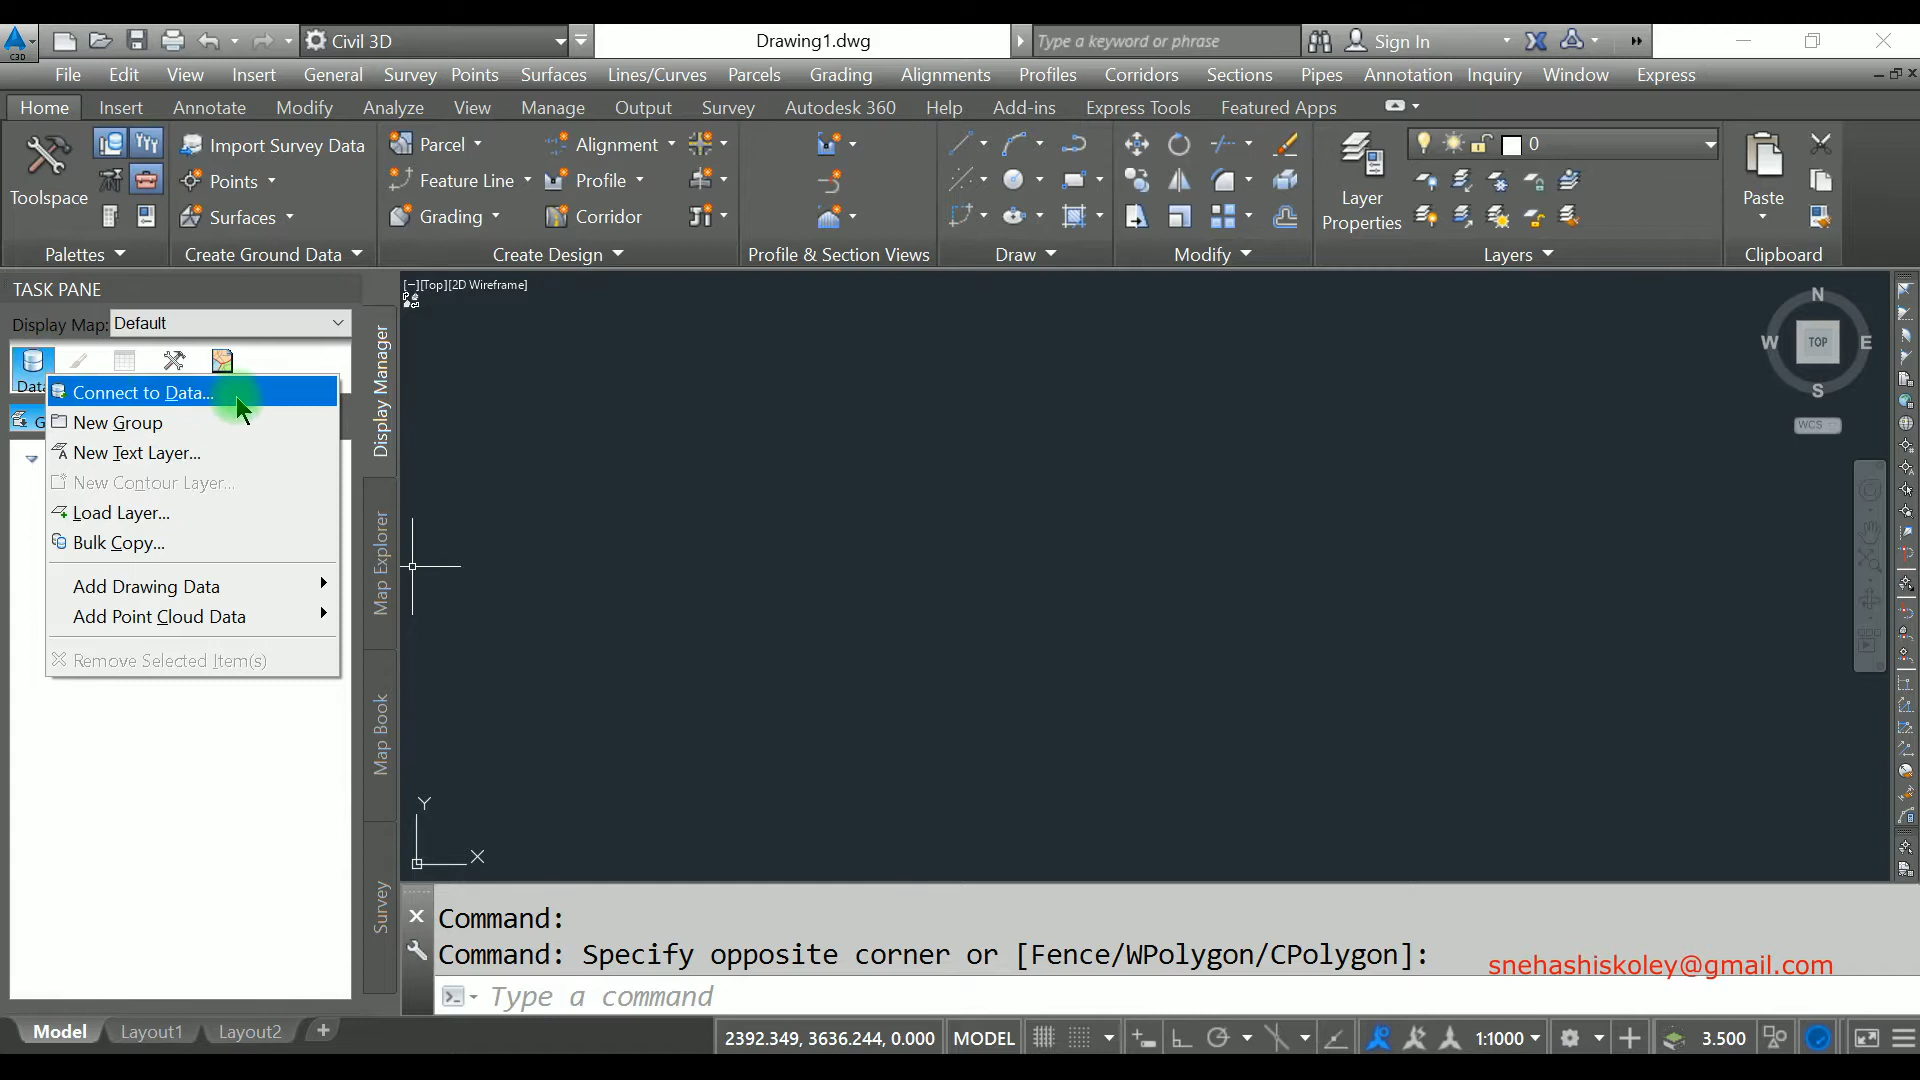 C3D
Civil 3D
Drawing1.dwg
Type a keyword or phrase
Sign In
File Edit View Insert General Survey Points Surfaces Lines/Curves Parcels Grading Alignments Profiles Corridors Sections Pipes Annotation Inquiry Window Express
Home Insert Annotate Modify Analyze View Manage Output Survey Autodesk 360 Help Add-ins Express Tools Featured Apps
Toolspace
Import Survey Data
Points
Surfaces
Parcel
Feature Line
Grading
Alignment
Profile
Corridor
Layer
Properties
0
Paste
Palettes Create Ground Data Create Design Profile & Section Views Draw Modify Layers Clipboard
TASK PANE
Display Map: Default
Data
G
Connect to Data...
New Group
New Text Layer...
New Contour Layer...
Load Layer...
Bulk Copy...
Add Drawing Data
Add Point Cloud Data
Remove Selected Item(s)
Display Manager
Map Explorer
Map Book
Survey
[−][Top][2D Wireframe]
N
W TOP E
S
WCS
Y
X
Command:
Command: Specify opposite corner or [Fence/WPolygon/CPolygon]:
snehashiskoley@gmail.com
Type a command
Model Layout1 Layout2 +
2392.349, 3636.244, 0.000 MODEL 1:1000 3.500